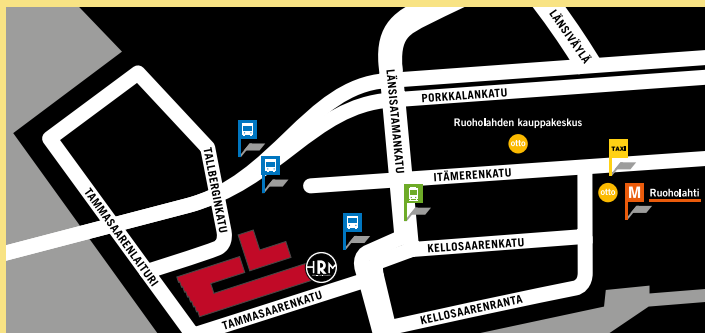 LÄNSIVÄYLÄ
LÄNSISATAMANKATU
PORKKALANKATU
Ruoholahden kauppakeskus
otto
TAXI
TALLBERGINKATU
ITÄMERENKATU
otto
M
Ruoholahti
TAMMASAARENLAITURI
KELLOSAARENKATU
HRM
TAMMASAARENKATU
KELLOSAARENRANTA